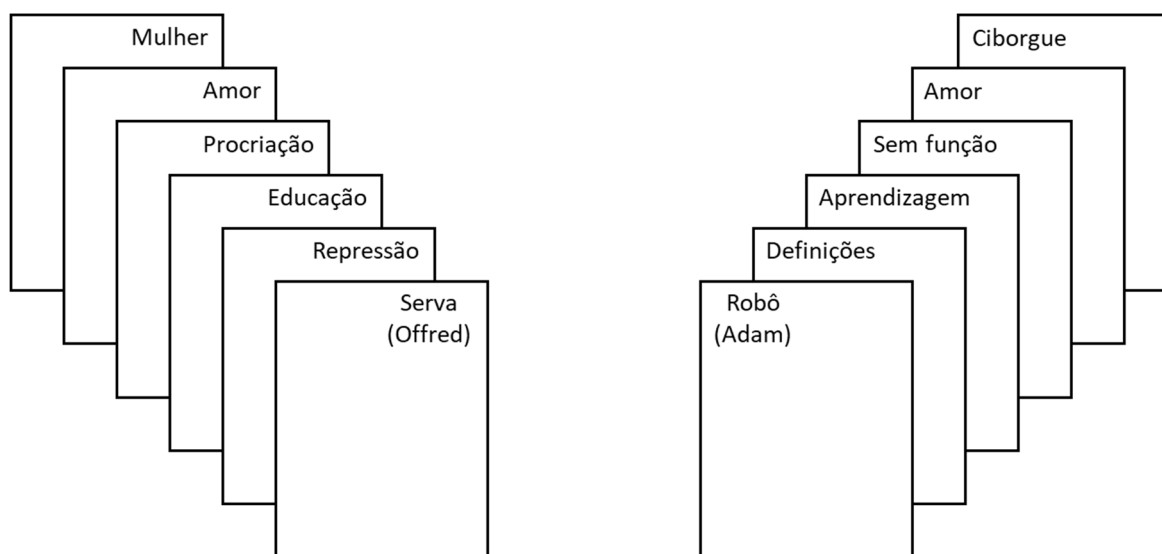 Mulher
Amor
Procriação
Educação
Repressão
Serva
(Offred)
Ciborgue
Amor
Sem função
Aprendizagem
Definições
Robô
(Adam)